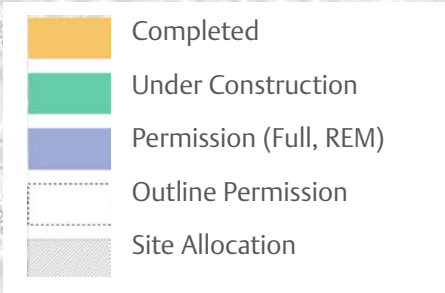 Completed
Under Construction
Permission (Full, REM)
Outline Permission
Site Allocation